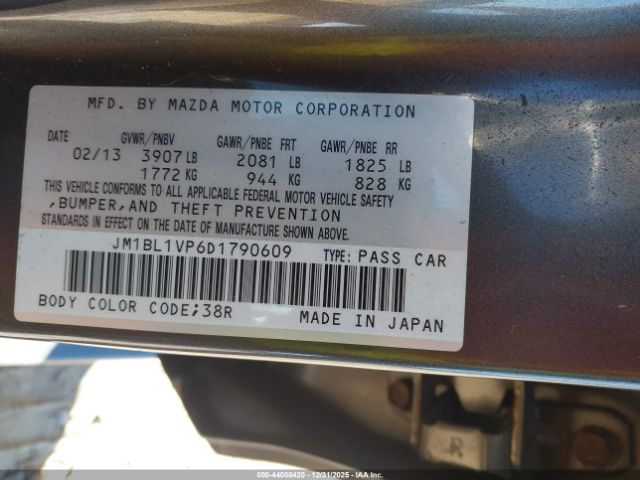 MFD. BY MAZDA MOTOR CORPORATION
DATE GVWR/PNBV GAWR/PNBE FRT GAWR/PNBE RR
02/13 3907 LB 2081 LB 1825 LB
1772 KG 944 KG 828 KG
THIS VEHICLE CONFORMS TO ALL APPLICABLE FEDERAL MOTOR VEHICLE SAFETY
,BUMPER,AND THEFT PREVENTION
STANDARDS IN EFFECT ON THE DATE OF MANUFACTURE SHOWN ABOVE.
JM1BL1VP6D1790609 TYPE: PASS CAR
BODY COLOR CODE;38R MADE IN JAPAN
R
000-44058420 - 12/31/2025 - IAA Inc.